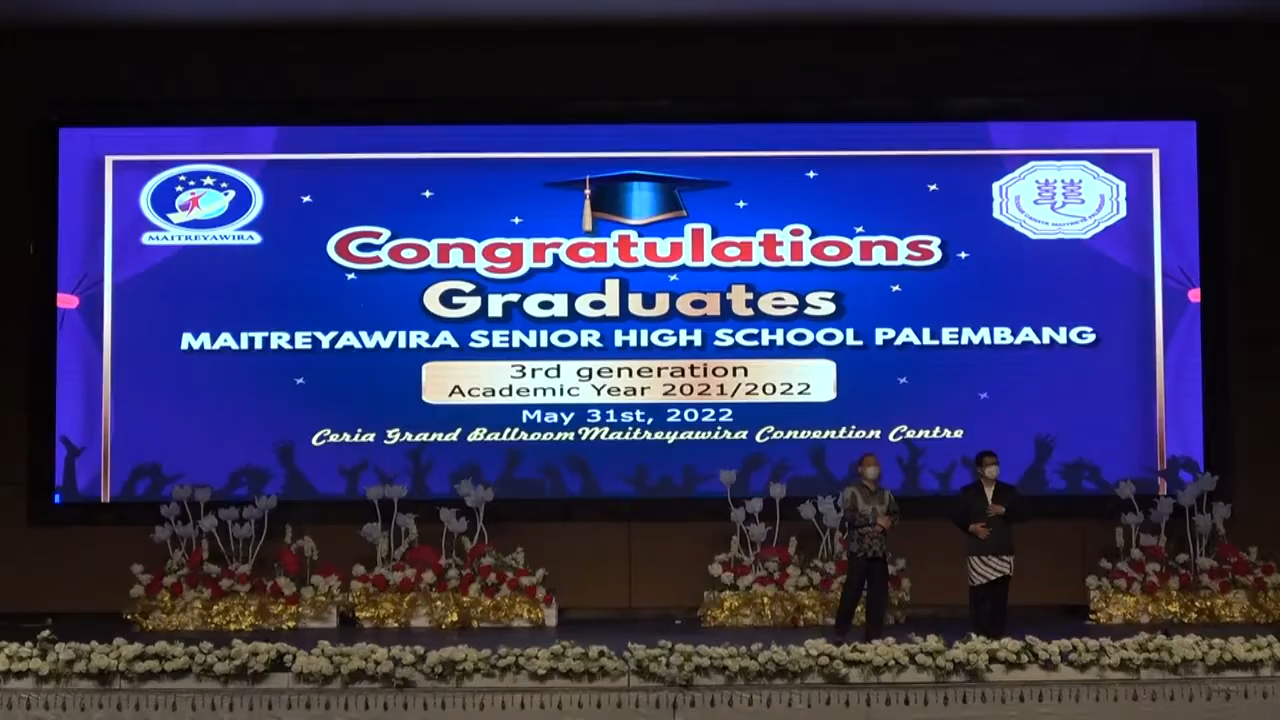 MAITREYAWIRA
Congratulations
Graduates
MAITREYAWIRA SENIOR HIGH SCHOOL PALEMBANG
3rd generation
Academic Year 2021/2022
May 31st, 2022
Ceria Grand Ballroom Maitreyawira Convention Centre